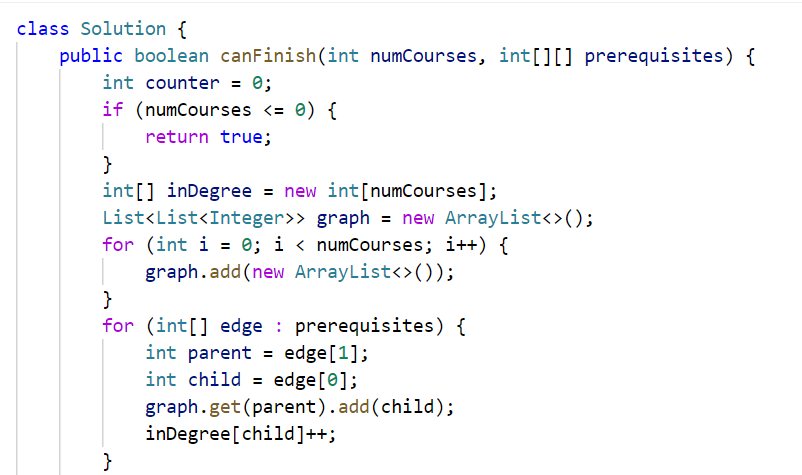 class Solution {
    public boolean canFinish(int numCourses, int[][] prerequisites) {
        int counter = 0;
        if (numCourses <= 0) {
            return true;
        }
        int[] inDegree = new int[numCourses];
        List<List<Integer>> graph = new ArrayList<>();
        for (int i = 0; i < numCourses; i++) {
            graph.add(new ArrayList<>());
        }
        for (int[] edge : prerequisites) {
            int parent = edge[1];
            int child = edge[0];
            graph.get(parent).add(child);
            inDegree[child]++;
        }